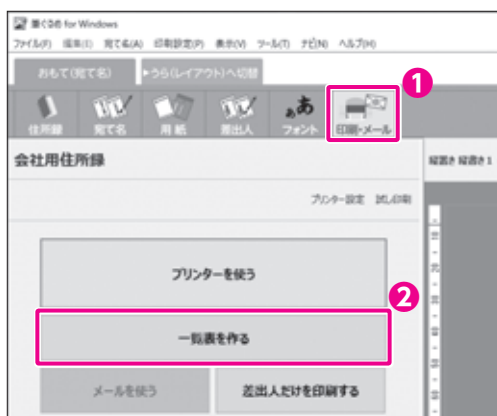 筆ぐるめ for Windows
ファイル(F) 編集(I) 宛て名(A) 印刷設定(P) 表示(V) ツール(T) ナビ(N) ヘルプ(H)
おもて(宛て名) ▶うら(レイアウト)へ切替
1
住所録 宛て名 用紙 差出人 フォント 印刷・メール
会社用住所録
縦置き 縦書き 1
プリンター設定 試し印刷
プリンターを使う
2
一覧表を作る
メールを使う 差出人だけを印刷する